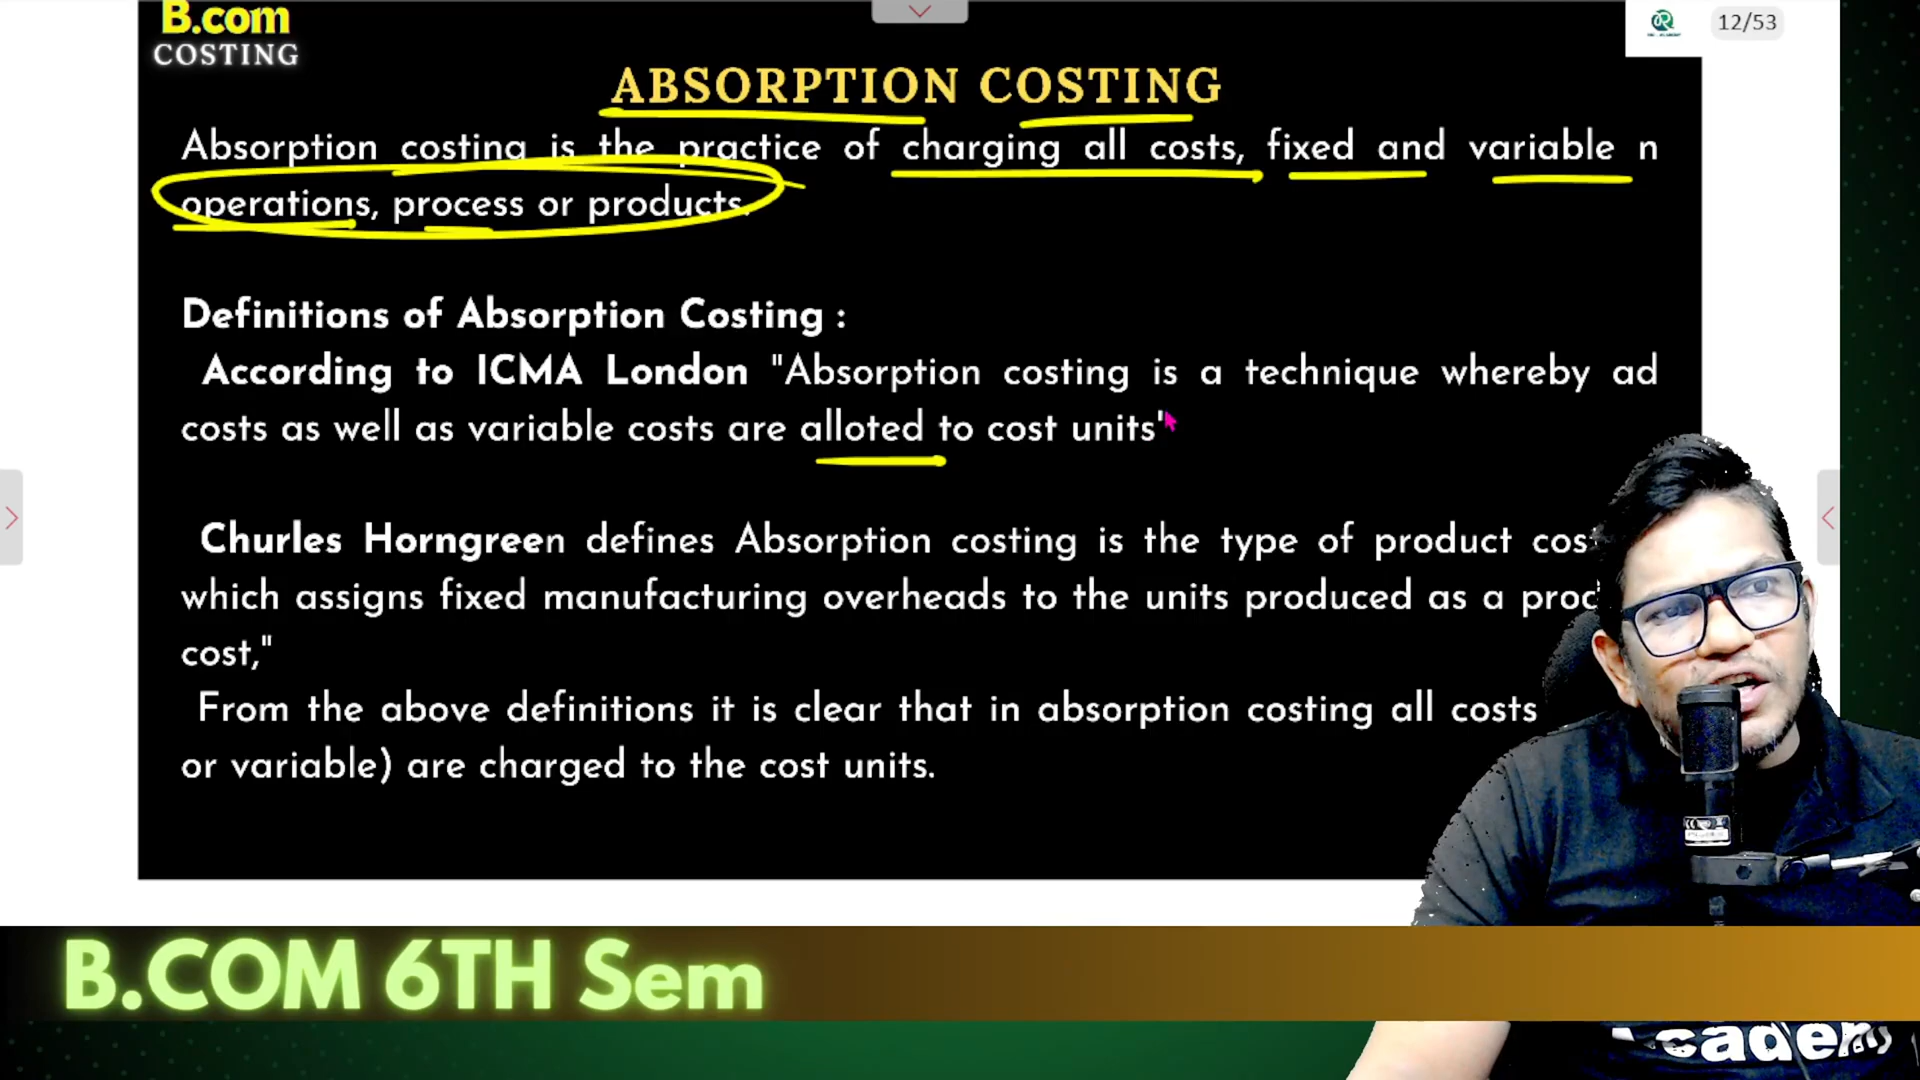 B.com
COSTING
12/53
ABSORPTION COSTING
Absorption costing is the practice of charging all costs, fixed and variable n
operations, process or products.
Definitions of Absorption Costing :
According to ICMA London "Absorption costing is a technique whereby ad
costs as well as variable costs are alloted to cost units"
Churles Horngreen defines Absorption costing is the type of product cost
which assigns fixed manufacturing overheads to the units produced as a proc
cost,"
From the above definitions it is clear that in absorption costing all costs
or variable) are charged to the cost units.
B.COM 6TH Sem